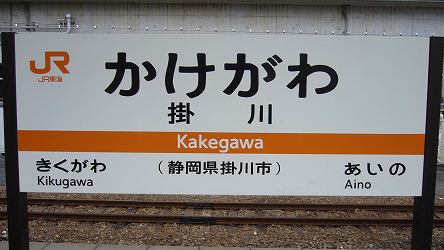 JR
JR東海
かけがわ
掛川
Kakegawa
きくがわ
Kikugawa
(静岡県掛川市)
あいの
Aino